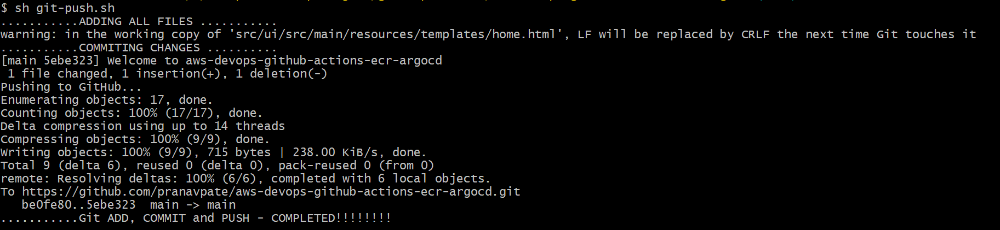 $ sh git-push.sh
...........ADDING ALL FILES ...........
warning: in the working copy of 'src/ui/src/main/resources/templates/home.html', LF will be replaced by CRLF the next time Git touches it
...........COMMITING CHANGES ..........
[main 5ebe323] Welcome to aws-devops-github-actions-ecr-argocd
 1 file changed, 1 insertion(+), 1 deletion(-)
Pushing to GitHub...
Enumerating objects: 17, done.
Counting objects: 100% (17/17), done.
Delta compression using up to 14 threads
Compressing objects: 100% (9/9), done.
Writing objects: 100% (9/9), 715 bytes | 238.00 KiB/s, done.
Total 9 (delta 6), reused 0 (delta 0), pack-reused 0 (from 0)
remote: Resolving deltas: 100% (6/6), completed with 6 local objects.
To https://github.com/pranavpate/aws-devops-github-actions-ecr-argocd.git
   be0fe80..5ebe323  main -> main
...........Git ADD, COMMIT and PUSH - COMPLETED!!!!!!!!